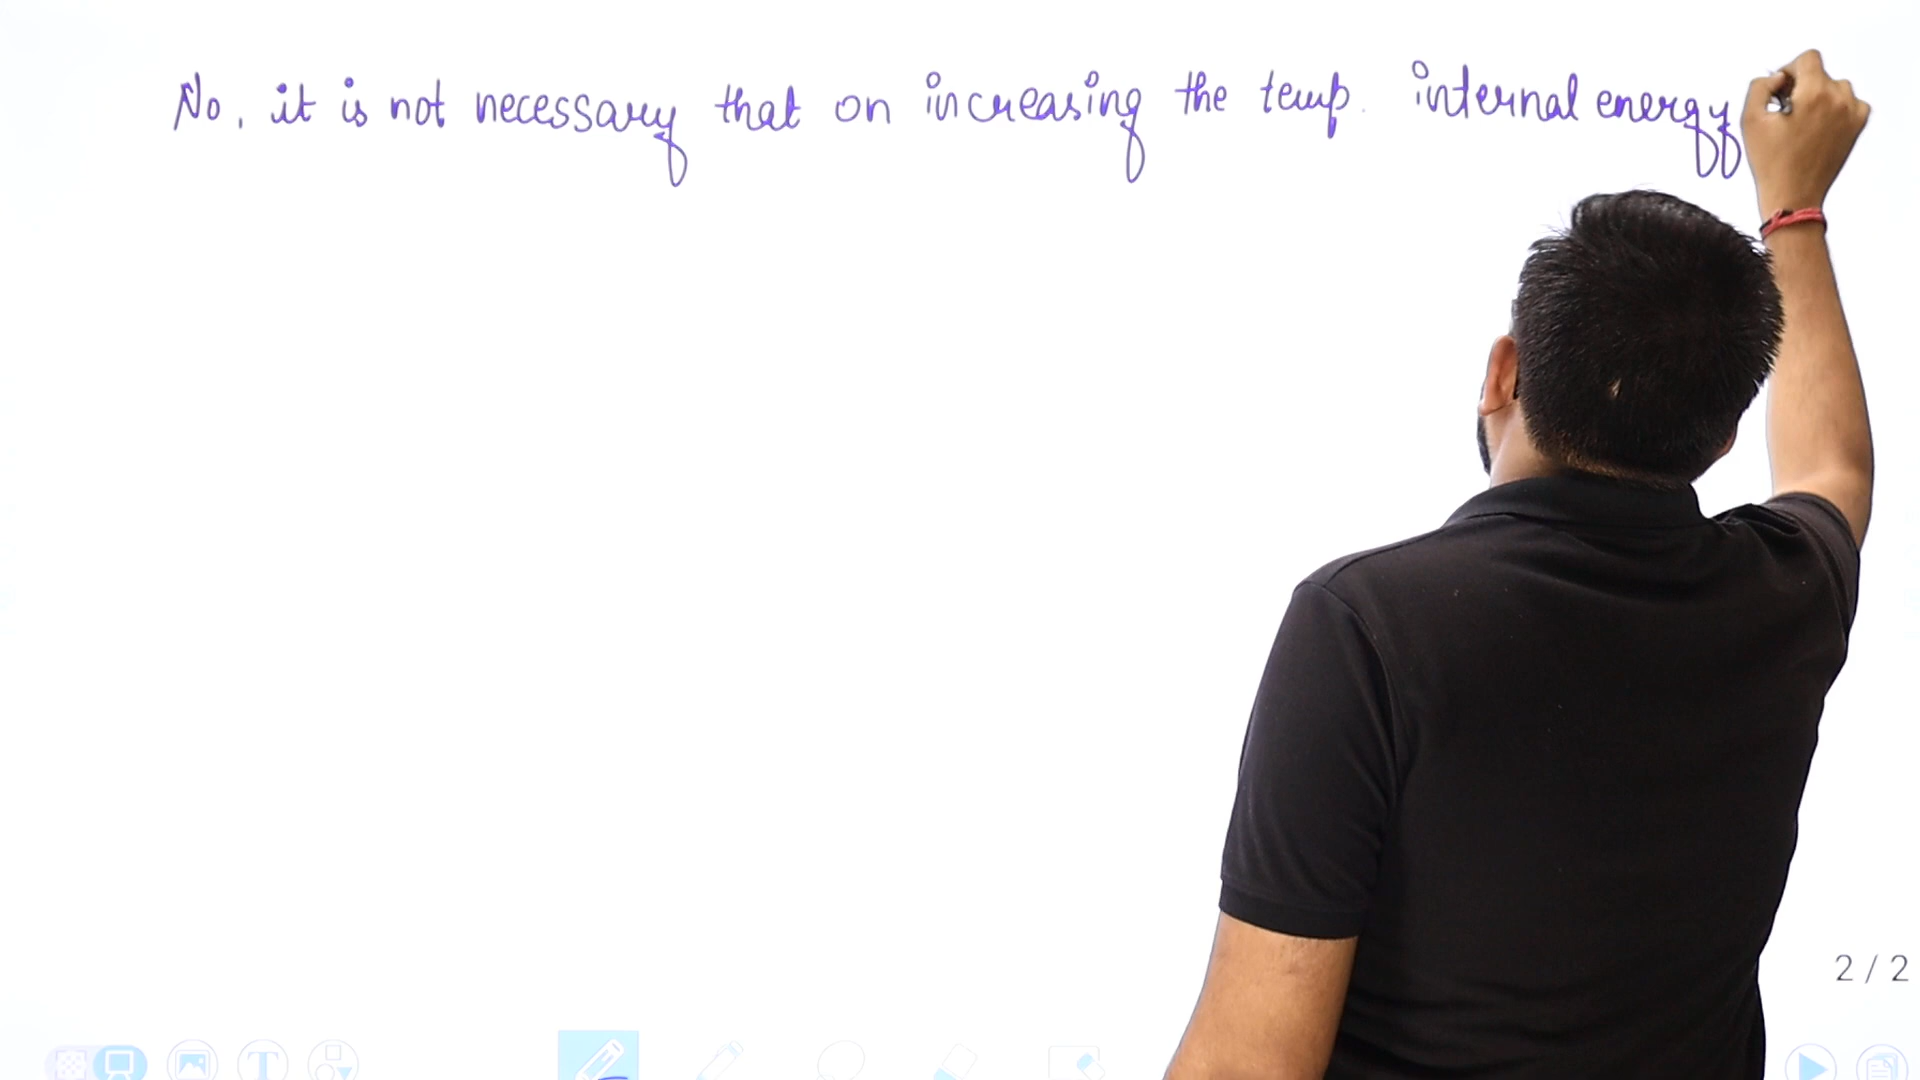 No, it is not necessary that on increasing the temp. internal energy
2 / 2
T